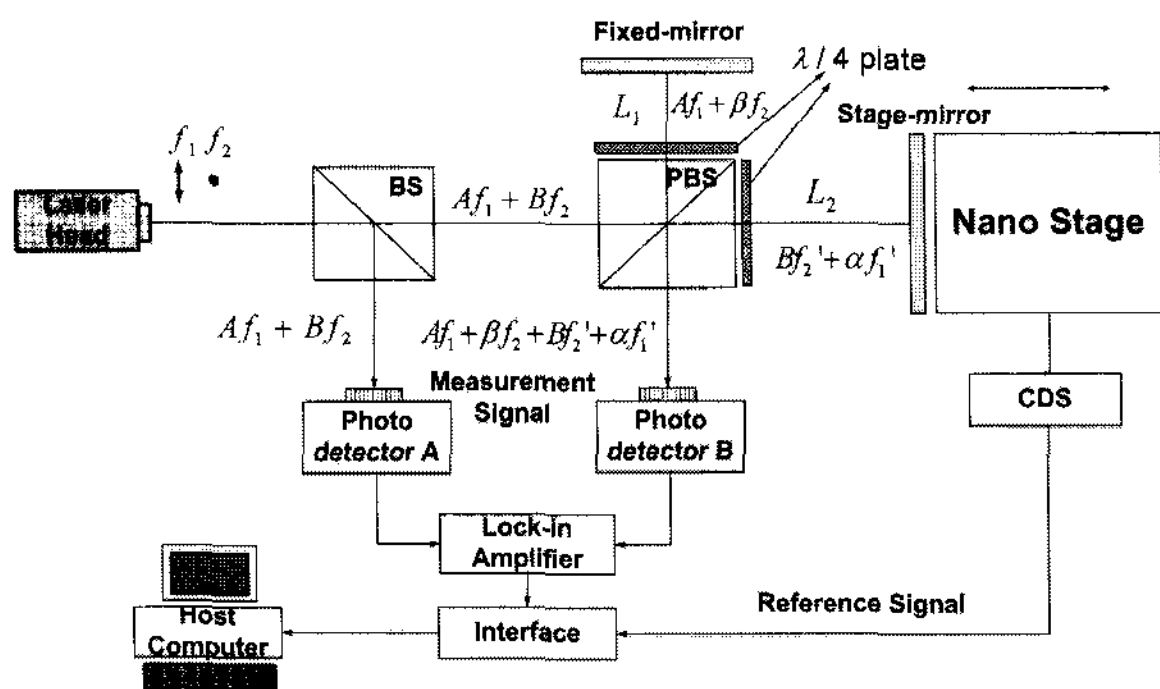 Fixed-mirror
λ / 4 plate
L₁
Af₁ + βf₂
Stage-mirror
f₁ f₂
Laser
Head
BS
Af₁ + Bf₂
PBS
L₂
Nano Stage
Bf₂'+ αf₁'
Af₁ + Bf₂
Af₁ + βf₂ + Bf₂'+ αf₁'
Measurement
Signal
CDS
Photo
detector A
Photo
detector B
Lock-in
Amplifier
Reference Signal
Host
Computer
Interface